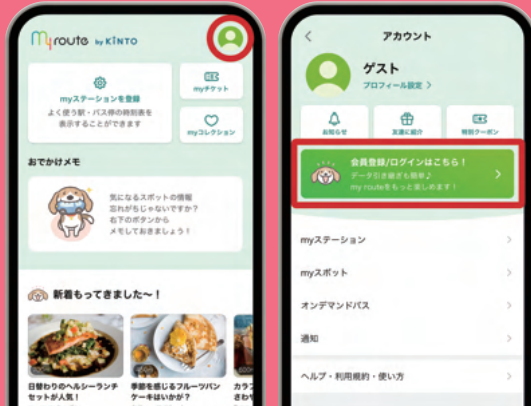 my route by KINTO
myステーションを登録
よく使う駅・バス停の時刻表を
表示することができます
myチケット
myコレクション
おでかけメモ
気になるスポットの情報
忘れがちじゃないですか?
右下のボタンから
メモしておきましょう!
新着もってきました〜!
日替わりのヘルシーランチ
セットが人気!
季節を感じるフルーツパン
ケーキはいかが?
カラフ
さわや
アカウント
ゲスト
プロフィール設定
お知らせ
友達に紹介
特別クーポン
会員登録/ログインはこちら!
データ引き継ぎも簡単♪
my routeをもっと楽しめます!
myステーション
myスポット
オンデマンドバス
通知
ヘルプ・利用規約・使い方